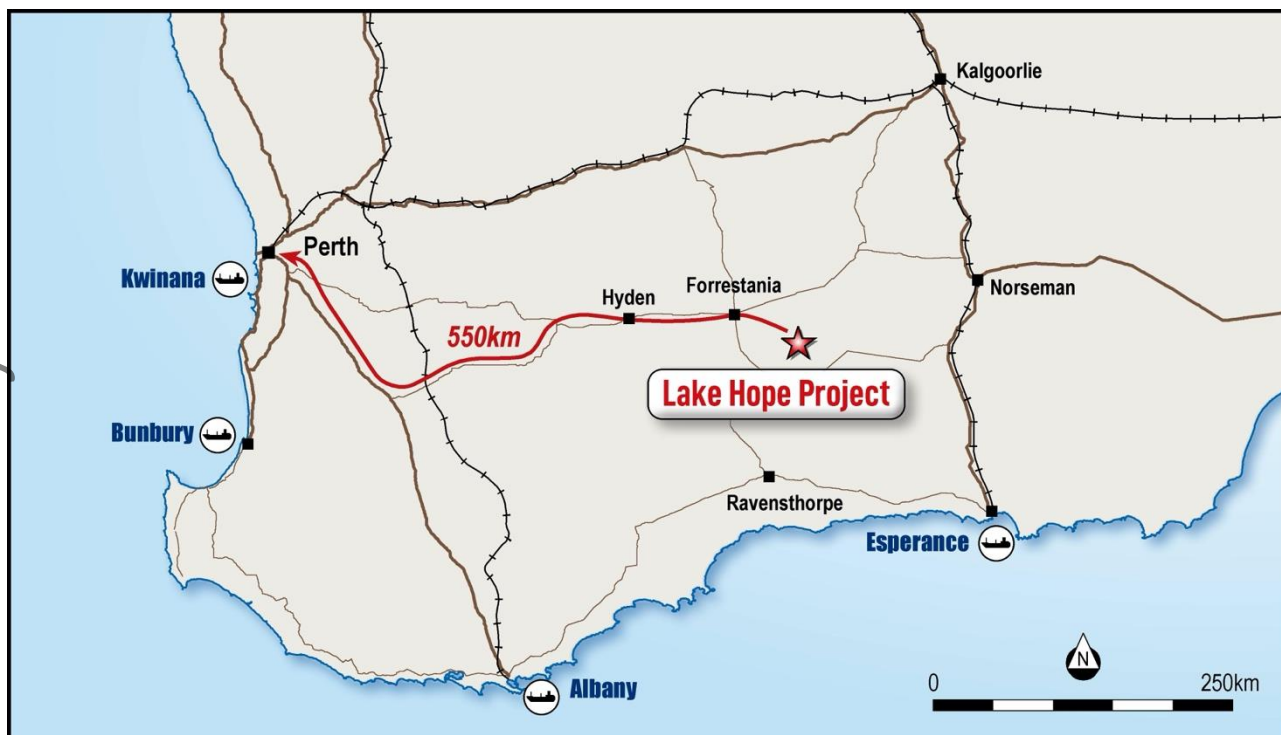 Kalgoorlie
Perth
Kwinana
Hyden
Forrestania
Norseman
550km
Lake Hope Project
Bunbury
Ravensthorpe
Esperance
Albany
N
0
250km